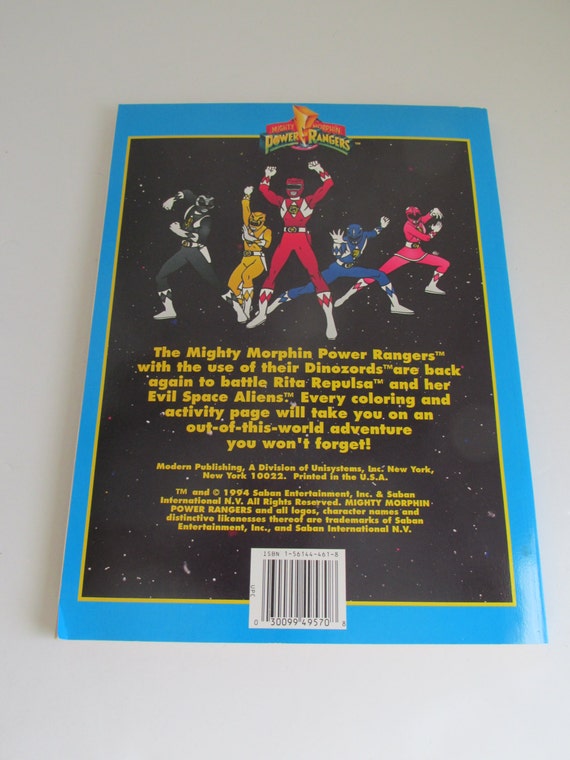 MIGHTY MORPHIN
POWER RANGERS™
The Mighty Morphin Power Rangers™
with the use of their Dinozords™are back
again to battle Rita Repulsa™ and her
Evil Space Aliens™ Every coloring and
activity page will take you on an
out-of-this-world adventure
you won't forget!
Modern Publishing, A Division of Unisystems, Inc. New York,
New York 10022. Printed in the U.S.A.
TM and © 1994 Saban Entertainment, Inc. & Saban
International N.V. All Rights Reserved. MIGHTY MORPHIN
POWER RANGERS and all logos, character names and
distinctive likenesses thereof are trademarks of Saban
Entertainment, Inc., and Saban International N.V.
ISBN 1-56144-461-8
UPC
0 30099 49570 8